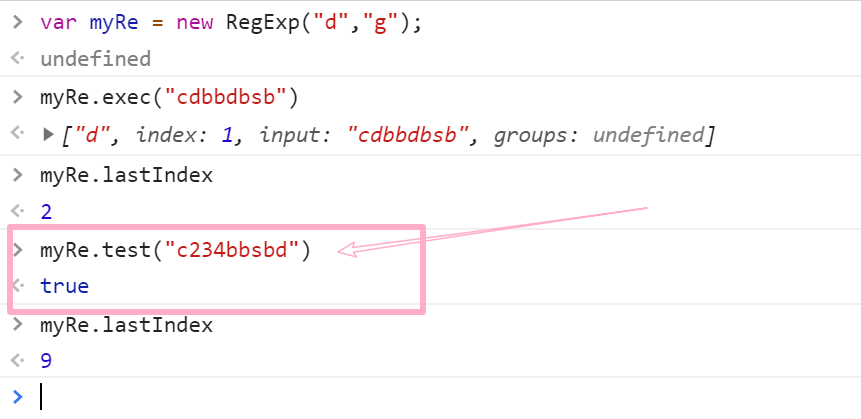 > var myRe = new RegExp("d","g");
<· undefined
> myRe.exec("cdbbdbsb")
<· ▶ ["d", index: 1, input: "cdbbdbsb", groups: undefined]
> myRe.lastIndex
<· 2
> myRe.test("c234bbsbd")
<· true
> myRe.lastIndex
<· 9
>